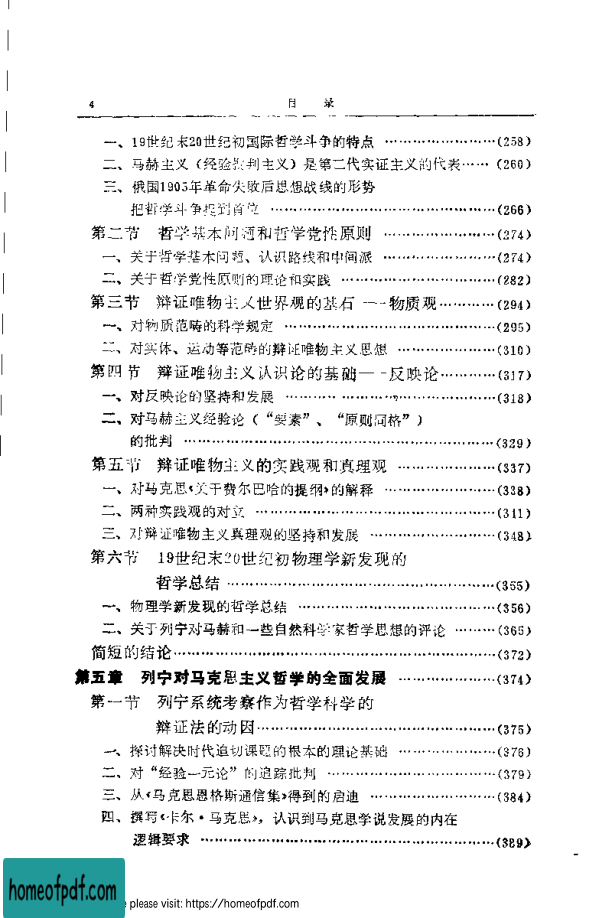 4 目 录
一、19世纪末20世纪初国际哲学斗争的特点 ………………(258)
二、马赫主义（经验批判主义）是第二代实证主义的代表……(260)
三、俄国1905年革命失败后思想战线的形势
把哲学斗争提到首位 ………………(266)
第二节 哲学基本问题和哲学党性原则 ………………(274)
一、关于哲学基本问题、认识路线和中间派 ………………(274)
二、关于哲学党性原则的理论和实践 ………………(282)
第三节 辩证唯物主义世界观的基石——物质观…………(294)
一、对物质范畴的科学规定 ………………(295)
二、对实体、运动等范畴的辩证唯物主义思想 ………………(310)
第四节 辩证唯物主义认识论的基础——反映论…………(317)
一、对反映论的坚持和发展 ………………(318)
二、对马赫主义经验论（“要素”、“原则同格”）
的批判 ………………(329)
第五节 辩证唯物主义的实践观和真理观 ………………(337)
一、对马克思《关于费尔巴哈的提纲》的解释 ………………(338)
二、两种实践观的对立 ………………(341)
三、对辩证唯物主义真理观的坚持和发展 ………………(348)
第六节 19世纪末20世纪初物理学新发现的
哲学总结 ………………(355)
一、物理学新发现的哲学总结 ………………(356)
二、关于列宁对马赫和一些自然科学家哲学思想的评论 ………(365)
简短的结论………………(372)
第五章 列宁对马克思主义哲学的全面发展 ………………(374)
第一节 列宁系统考察作为哲学科学的
辩证法的动因………………(375)
一、探讨解决时代迫切课题的根本的理论基础 ………………(376)
二、对“经验一元论”的追踪批判 ………………(379)
三、从《马克思恩格斯通信集》得到的启迪 ………………(384)
四、撰写《卡尔·马克思》，认识到马克思学说发展的内在
逻辑要求 ………………(389)
homeofpdf.com
please visit: https://homeofpdf.com